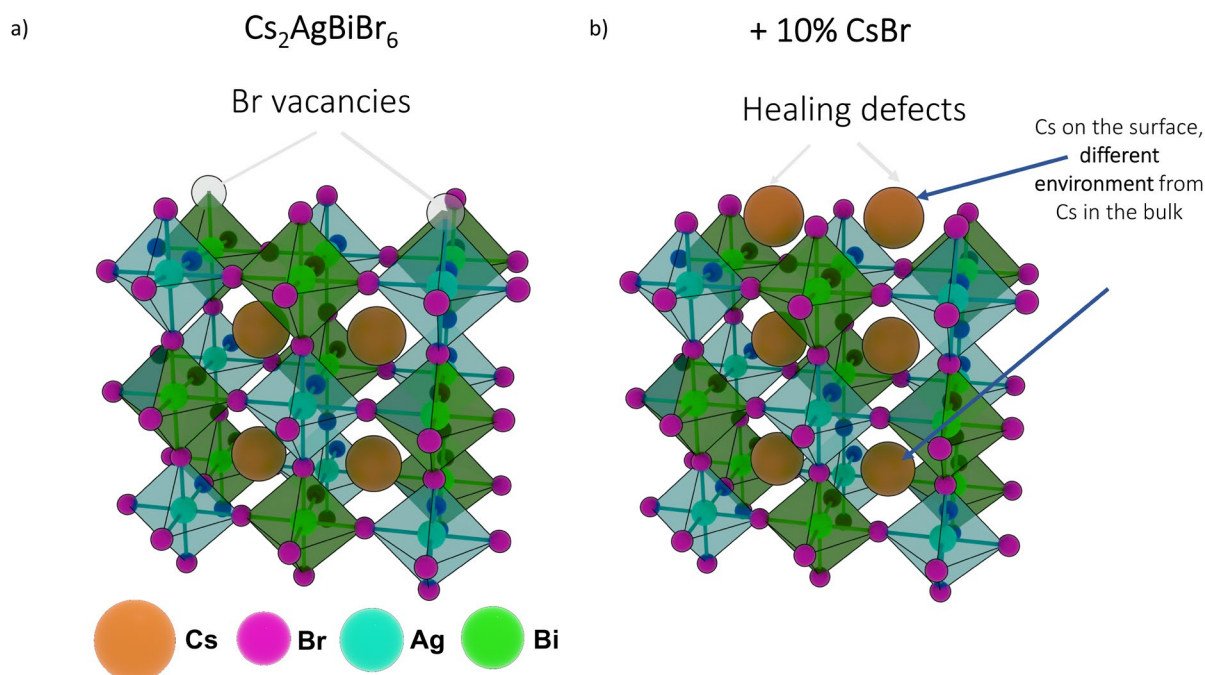 a)
Cs₂AgBiBr₆
Br vacancies
b)
+ 10% CsBr
Healing defects
Cs on the surface,
different
environment from
Cs in the bulk
Cs
Br
Ag
Bi